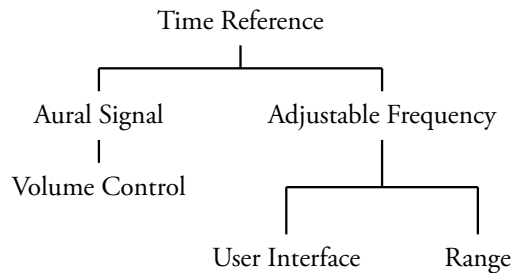 Time Reference
Aural Signal
Adjustable Frequency
Volume Control
User Interface
Range